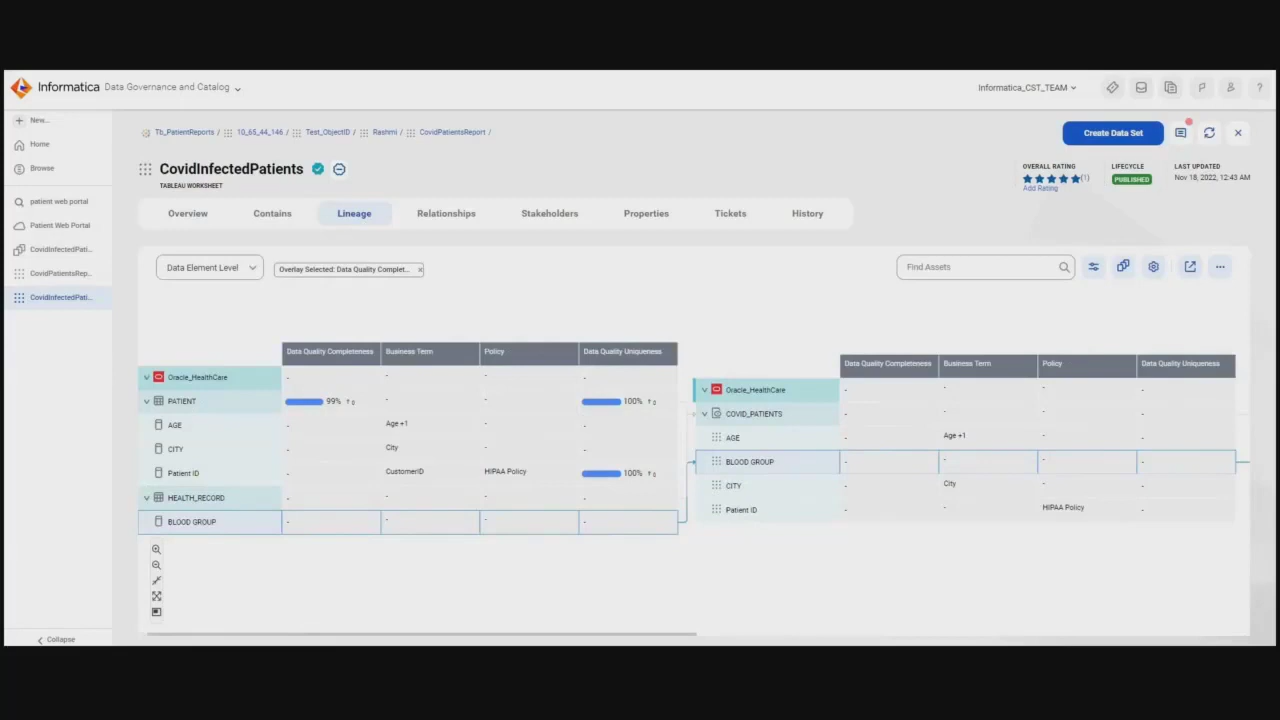 Informatica Data Governance and Catalog
Informatica_CST_TEAM
?
New...
Home
Browse
patient web portal
Patient Web Portal
CovidInfectedPati...
CovidPatientsRep...
CovidInfectedPati...
Collapse
Tb_PatientReports / 10_65_44_146 / Test_ObjectID / Rashmi / CovidPatientsReport /
Create Data Set
CovidInfectedPatients
TABLEAU WORKSHEET
OVERALL RATING
(1)
Add Rating
LIFECYCLE
PUBLISHED
LAST UPDATED
Nov 18, 2022, 12:43 AM
Overview Contains Lineage Relationships Stakeholders Properties Tickets History
Data Element Level
Overlay Selected: Data Quality Complet... ×
Find Assets
Data Quality Completeness Business Term Policy Data Quality Uniqueness
Oracle_HealthCare - - - -
PATIENT 99% ↑ 0 - - 100% ↑ 0
AGE - Age +1 - -
CITY - City - -
Patient ID - CustomerID HIPAA Policy 100% ↑ 0
HEALTH_RECORD - - - -
BLOOD GROUP - - - -
Data Quality Completeness Business Term Policy Data Quality Uniqueness
Oracle_HealthCare - - - -
COVID_PATIENTS - - - -
AGE - Age +1 - -
BLOOD GROUP - - - -
CITY - City - -
Patient ID - - HIPAA Policy -